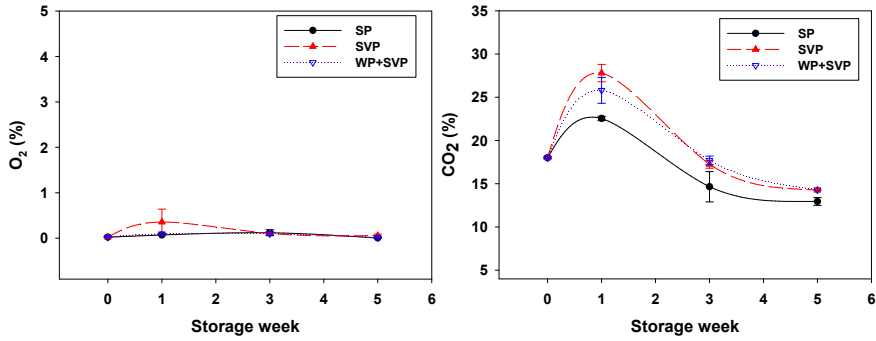 5
4
3
2
1
0
O2 (%)
SP
SVP
WP+SVP
0 1 2 3 4 5 6
Storage week
35
30
25
20
15
10
5
CO2 (%)
SP
SVP
WP+SVP
0 1 2 3 4 5 6
Storage week